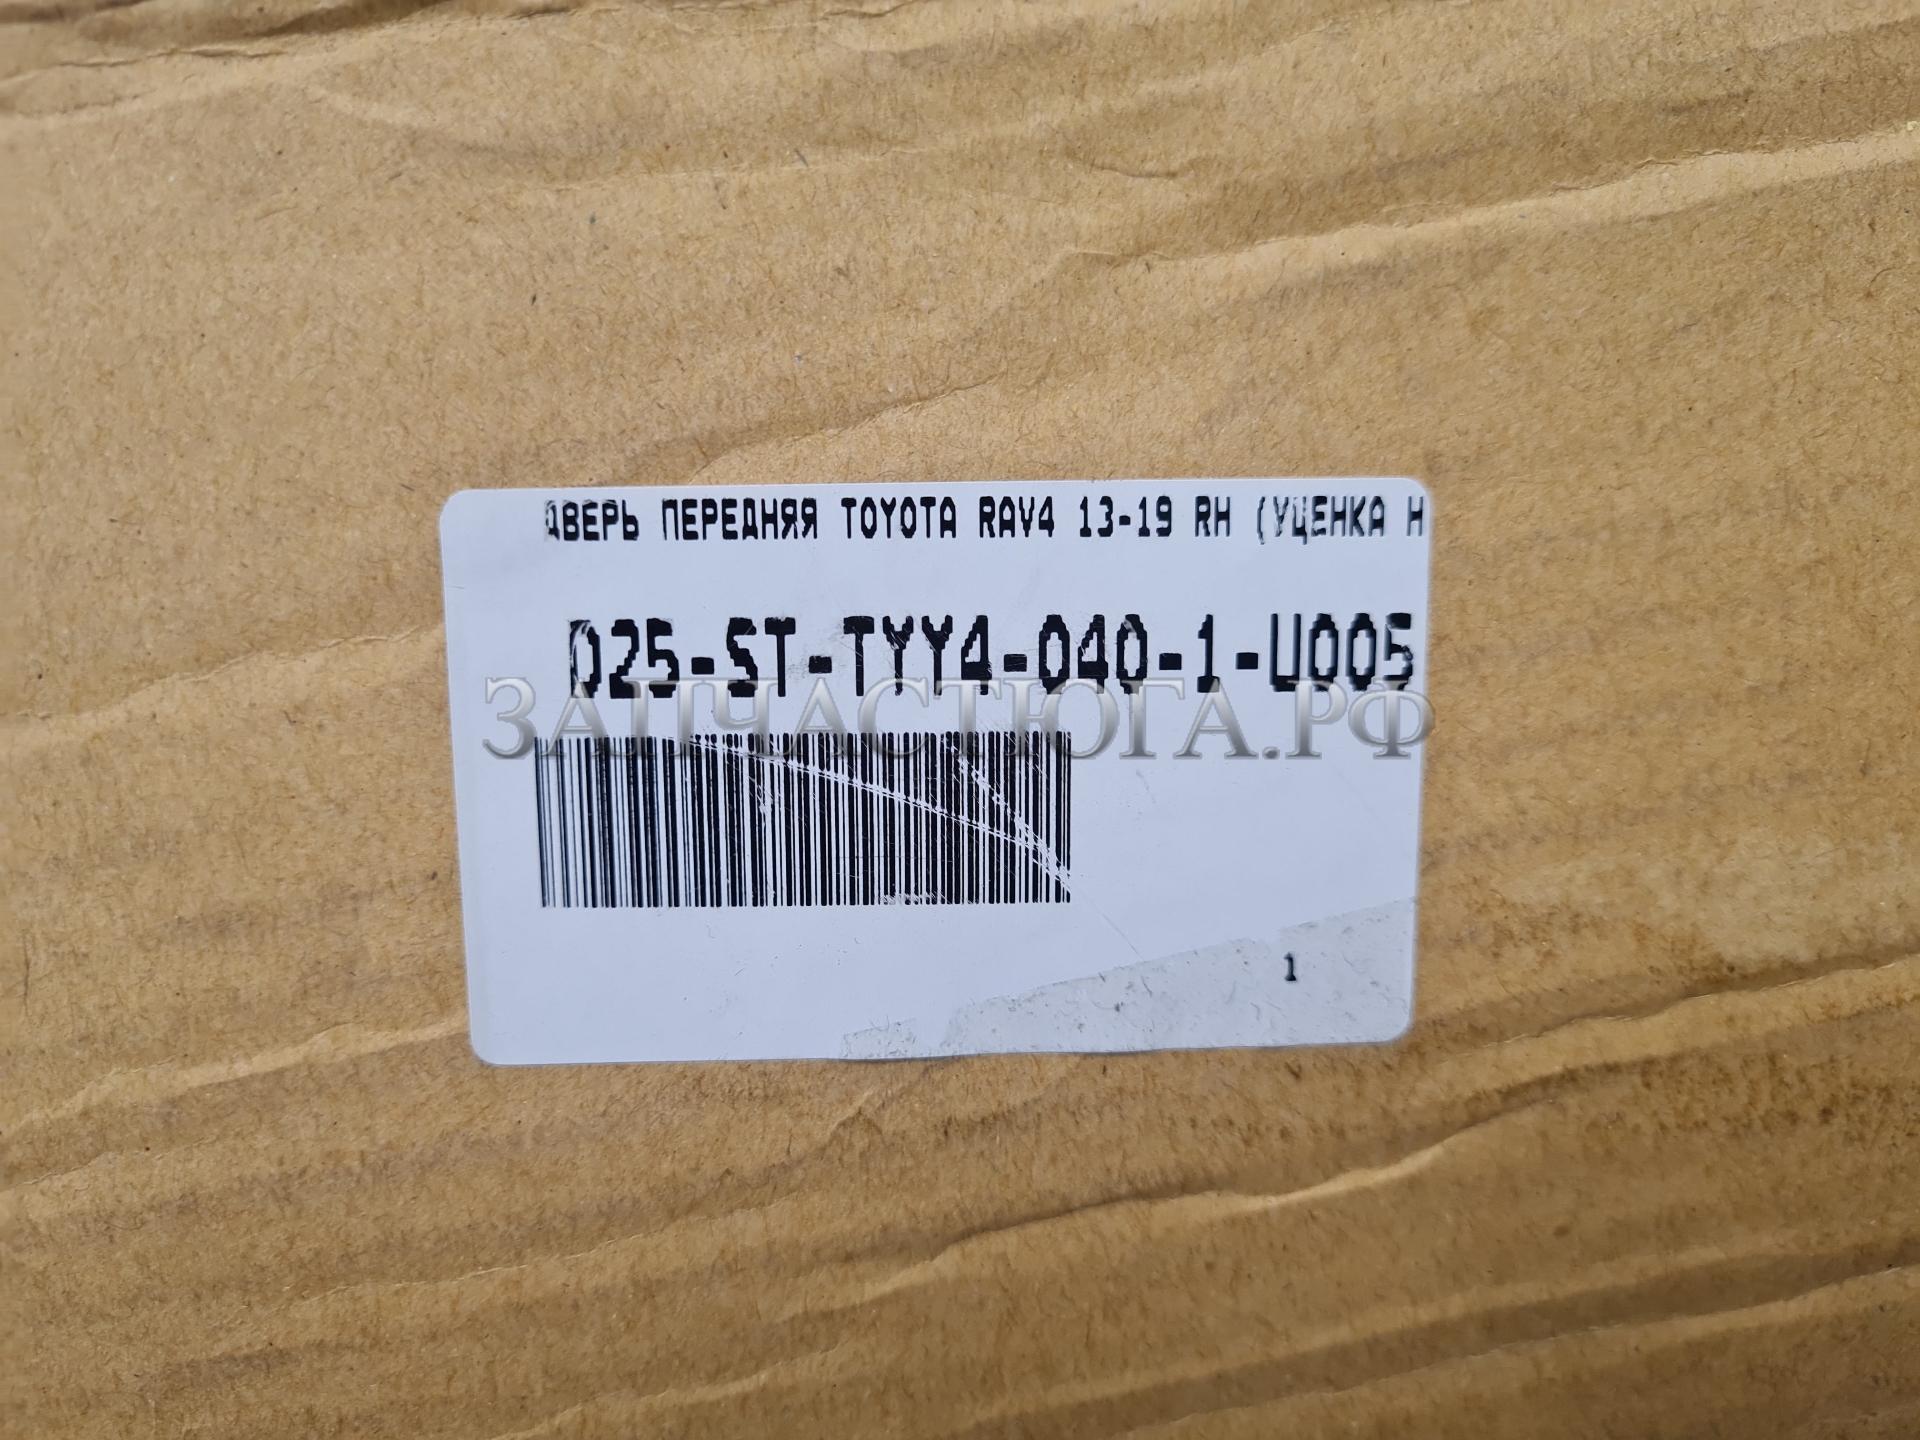 ДВЕРЬ ПЕРЕДНЯЯ TOYOTA RAV4 13-19 RH (УЦЕНКА Н
D25-ST-TYY4-040-1-U005
ЗАПЧАСТЮГА.РФ
1